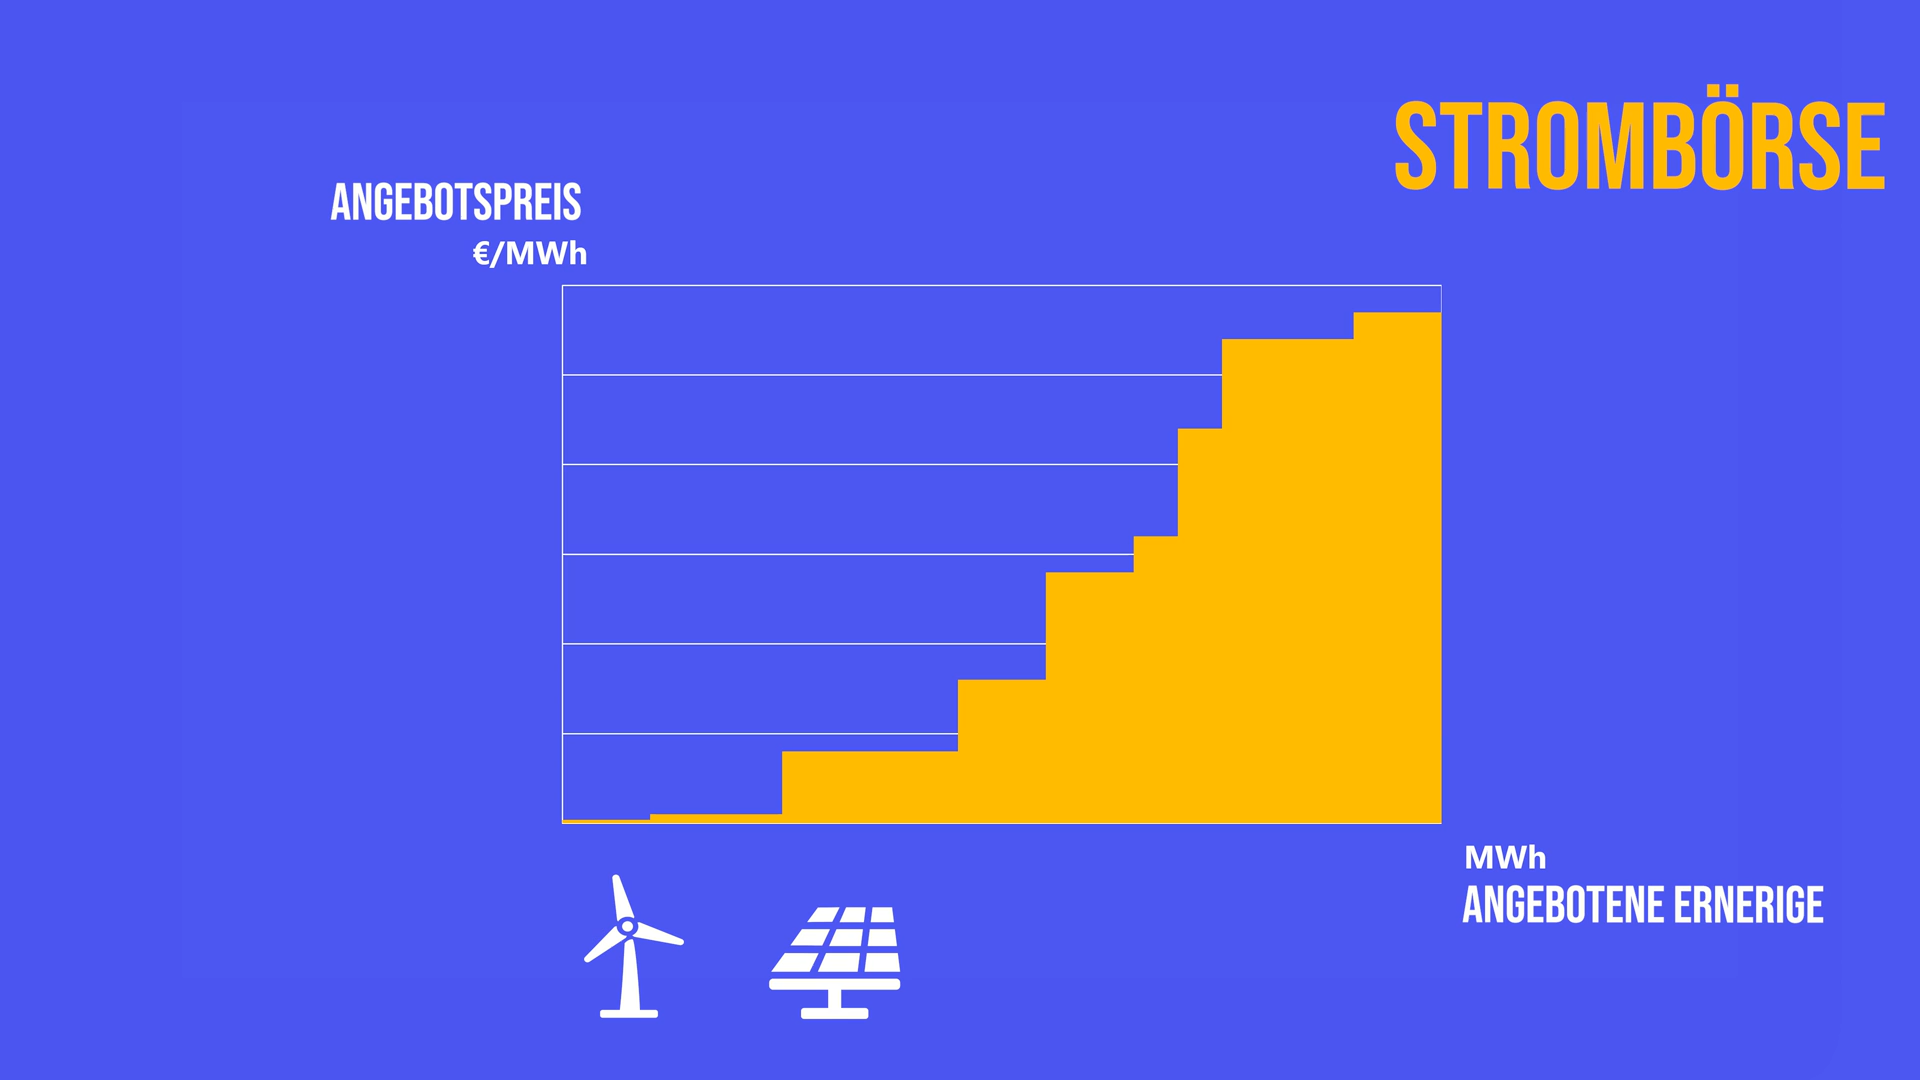 STROMBÖRSE
ANGEBOTSPREIS
€/MWh
MWh
ANGEBOTENE ERNERIGE